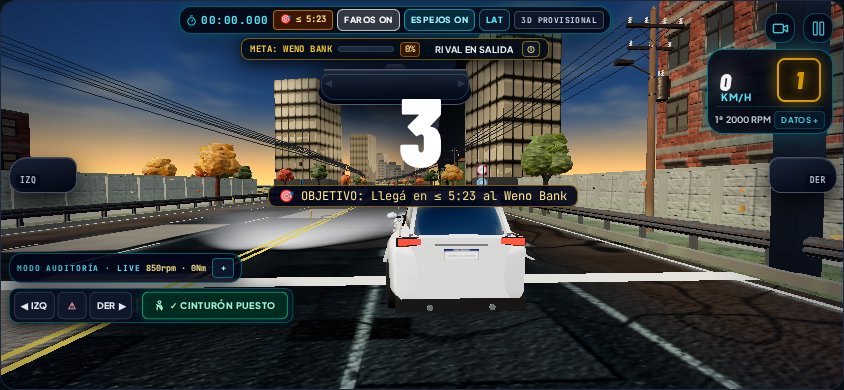 00:00.000 🎯 ≤ 5:23 FAROS ON ESPEJOS ON LAT 3D PROVISIONAL
META: WENO BANK 0% · RIVAL EN SALIDA
0 KM/H 1
1ª 2000 RPM DATOS +
3
IZQ
DER
🎯 OBJETIVO: Llegá en ≤ 5:23 al Weno Bank
MODO AUDITORÍA · LIVE 850rpm · 0Nm +
◀ IZQ ⚠ DER ▶ ✓ CINTURÓN PUESTO